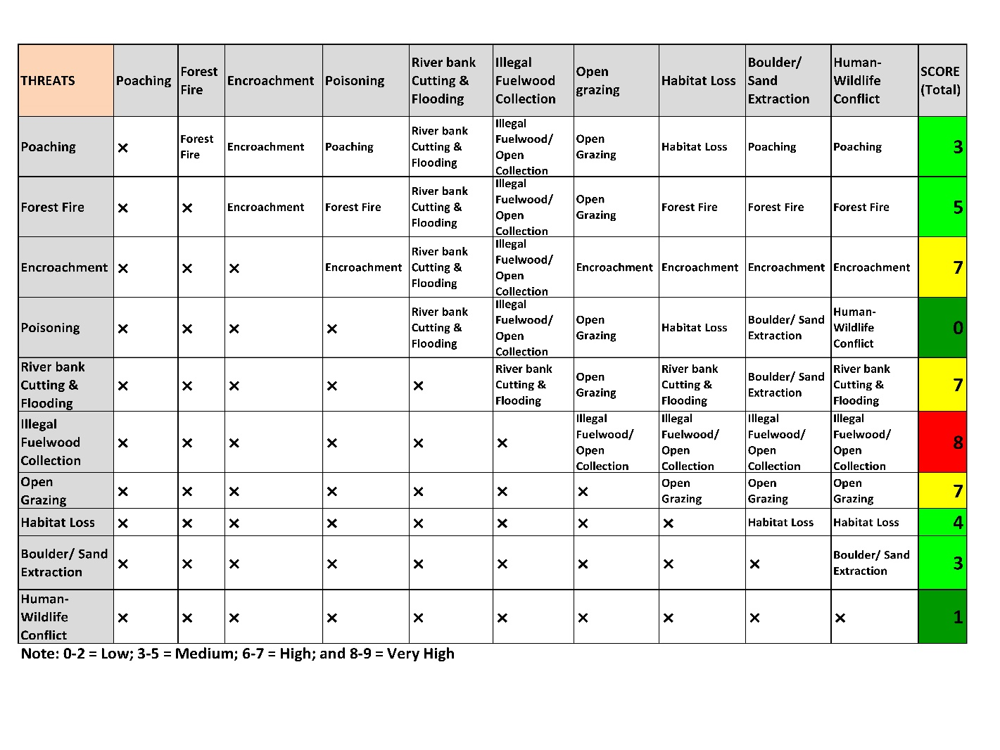 THREATS Poaching Forest Fire Encroachment Poisoning River bank Cutting & Flooding Illegal Fuelwood Collection Open grazing Habitat Loss Boulder/ Sand Extraction Human-Wildlife Conflict SCORE (Total)
Poaching × Forest Fire Encroachment Poaching River bank Cutting & Flooding Illegal Fuelwood/ Open Collection Open Grazing Habitat Loss Poaching Poaching 3
Forest Fire × × Encroachment Forest Fire River bank Cutting & Flooding Illegal Fuelwood/ Open Collection Open Grazing Forest Fire Forest Fire Forest Fire 5
Encroachment × × × Encroachment River bank Cutting & Flooding Illegal Fuelwood/ Open Collection Encroachment Encroachment Encroachment Encroachment 7
Poisoning × × × × River bank Cutting & Flooding Illegal Fuelwood/ Open Collection Open Grazing Habitat Loss Boulder/ Sand Extraction Human-Wildlife Conflict 0
River bank Cutting & Flooding × × × × × River bank Cutting & Flooding Open Grazing River bank Cutting & Flooding Boulder/ Sand Extraction River bank Cutting & Flooding 7
Illegal Fuelwood Collection × × × × × × Illegal Fuelwood/ Open Collection Illegal Fuelwood/ Open Collection Illegal Fuelwood/ Open Collection Illegal Fuelwood/ Open Collection 8
Open Grazing × × × × × × × Open Grazing Open Grazing Open Grazing 7
Habitat Loss × × × × × × × × Habitat Loss Habitat Loss 4
Boulder/ Sand Extraction × × × × × × × × × Boulder/ Sand Extraction 3
Human-Wildlife Conflict × × × × × × × × × × 1
Note: 0-2 = Low; 3-5 = Medium; 6-7 = High; and 8-9 = Very High